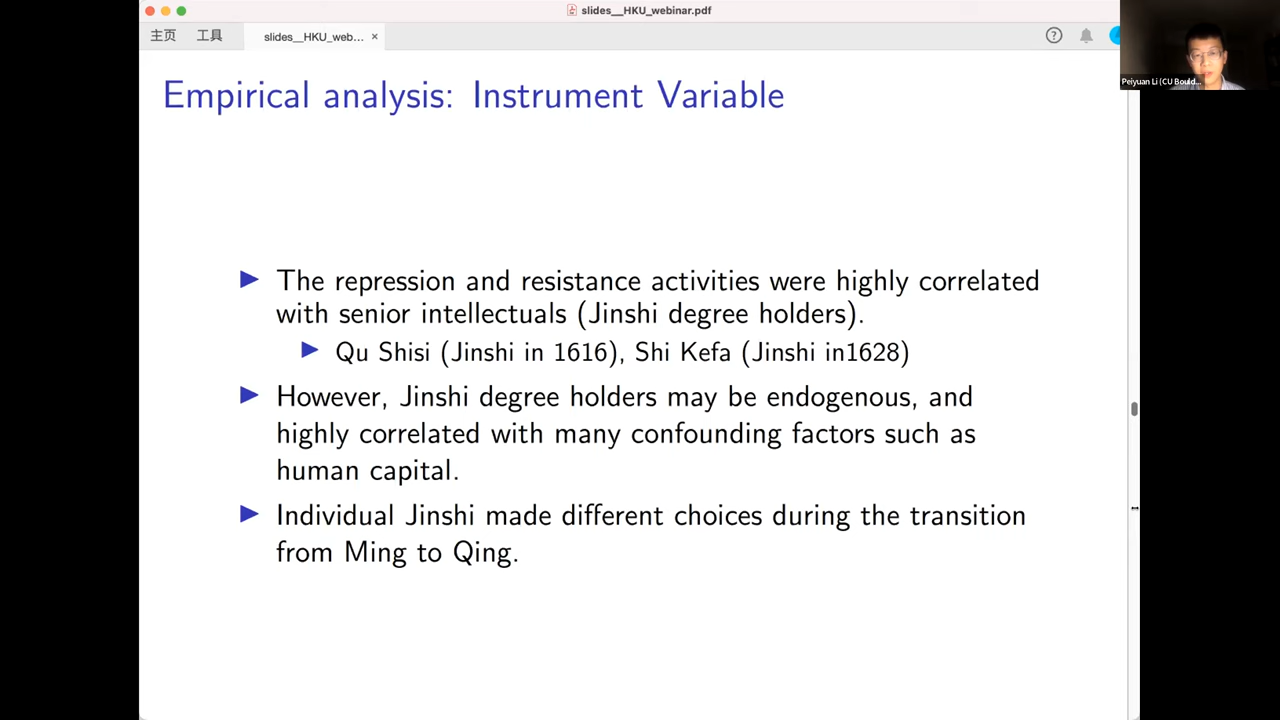 slides__HKU_webinar.pdf
主页 工具 slides__HKU_web... ×
Peiyuan Li (CU Bould...
Empirical analysis: Instrument Variable
The repression and resistance activities were highly correlated
with senior intellectuals (Jinshi degree holders).
Qu Shisi (Jinshi in 1616), Shi Kefa (Jinshi in1628)
However, Jinshi degree holders may be endogenous, and
highly correlated with many confounding factors such as
human capital.
Individual Jinshi made different choices during the transition
from Ming to Qing.